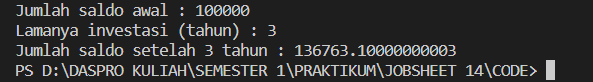 Jumlah saldo awal : 100000
Lamanya investasi (tahun) : 3
Jumlah saldo setelah 3 tahun : 136763.10000000003
PS D:\DASPRO KULIAH\SEMESTER 1\PRAKTIKUM\JOBSHEET 14\CODE>